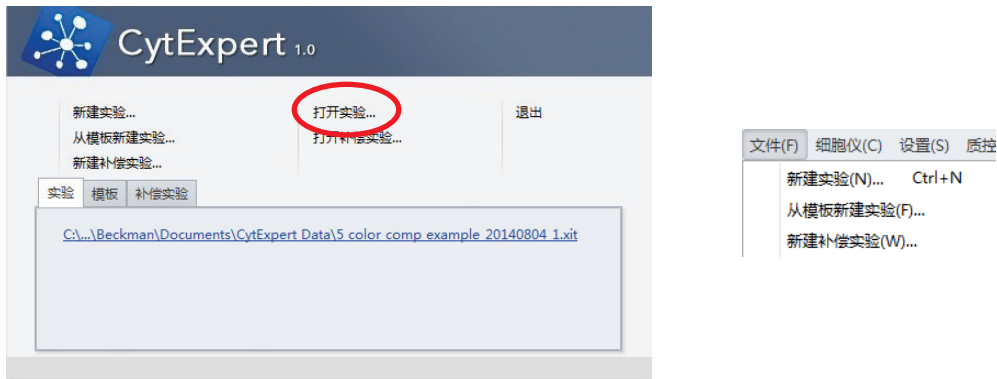 CytExpert 1.0
新建实验...
打开实验...
退出
从模板新建实验...
打开补偿实验...
新建补偿实验...
实验 模板 补偿实验
C:\...\Beckman\Documents\CytExpert Data\5 color comp example_20140804_1.xit
文件(F) 细胞仪(C) 设置(S) 质控
新建实验(N)... Ctrl+N
从模板新建实验(F)...
新建补偿实验(W)...